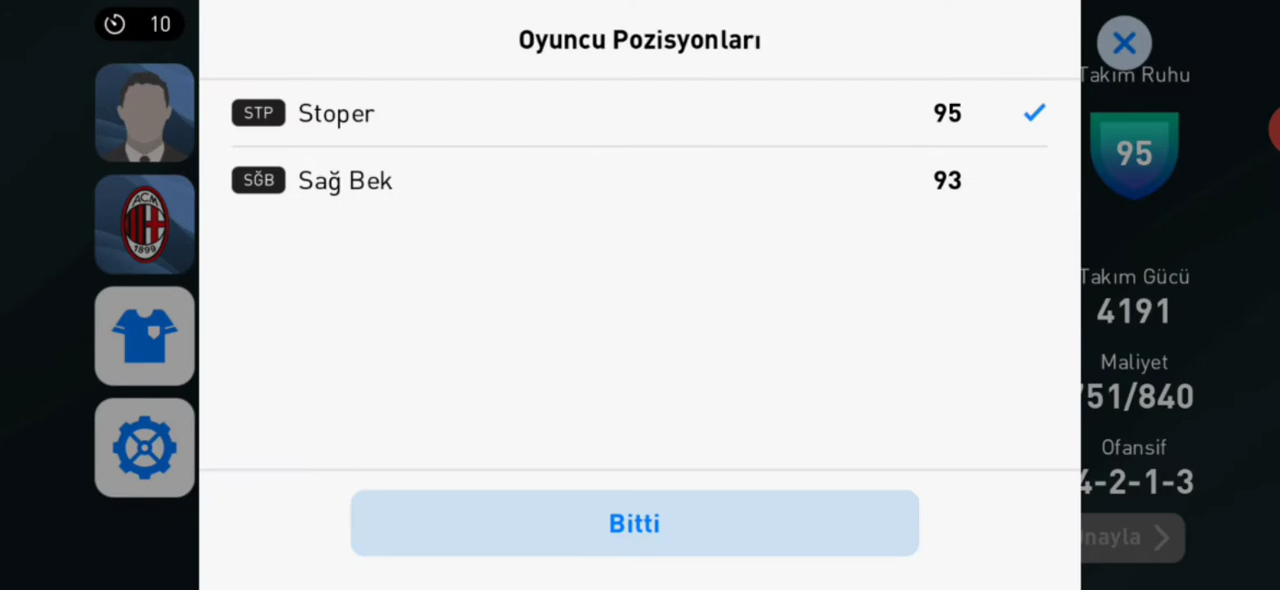 10
Oyuncu Pozisyonları
Takım Ruhu
STP Stoper 95
95
SĞB Sağ Bek 93
ACM
1899
Takım Gücü
4191
Maliyet
751/840
Ofansif
4-2-1-3
Bitti